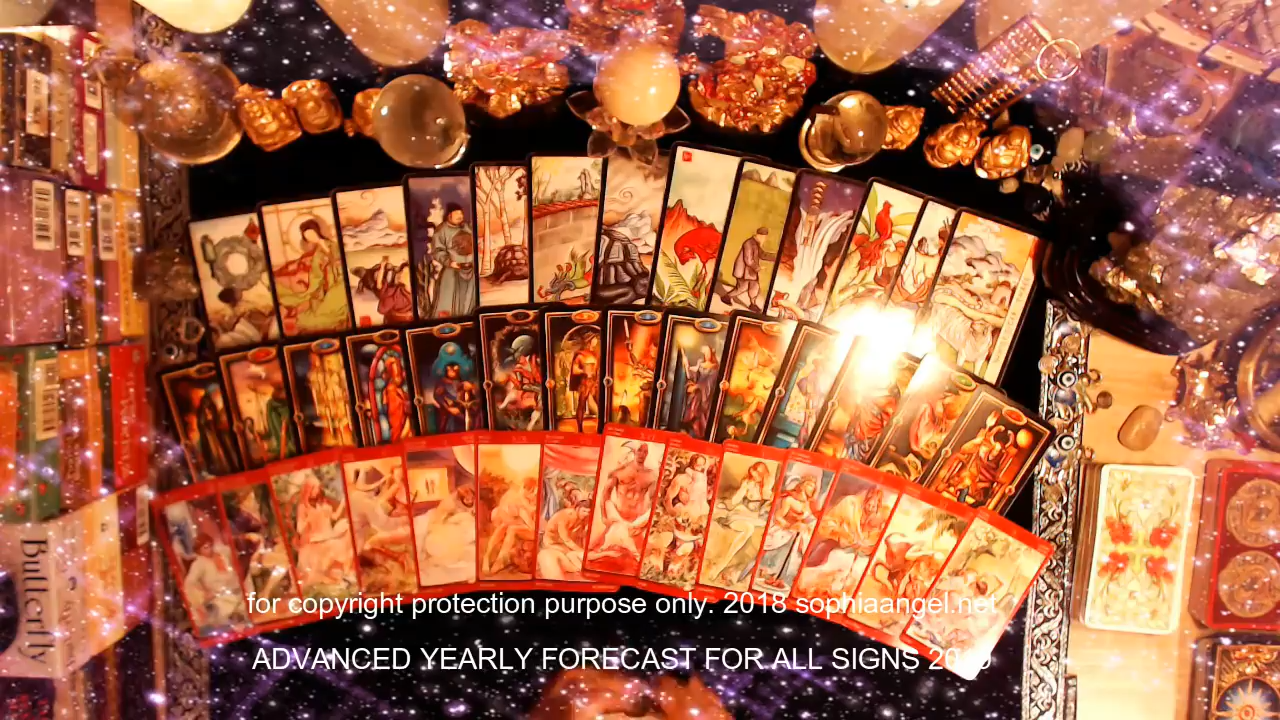 for copyright protection purpose only. 2018 sophiaangel.net
ADVANCED YEARLY FORECAST FOR ALL SIGNS
Butterfly